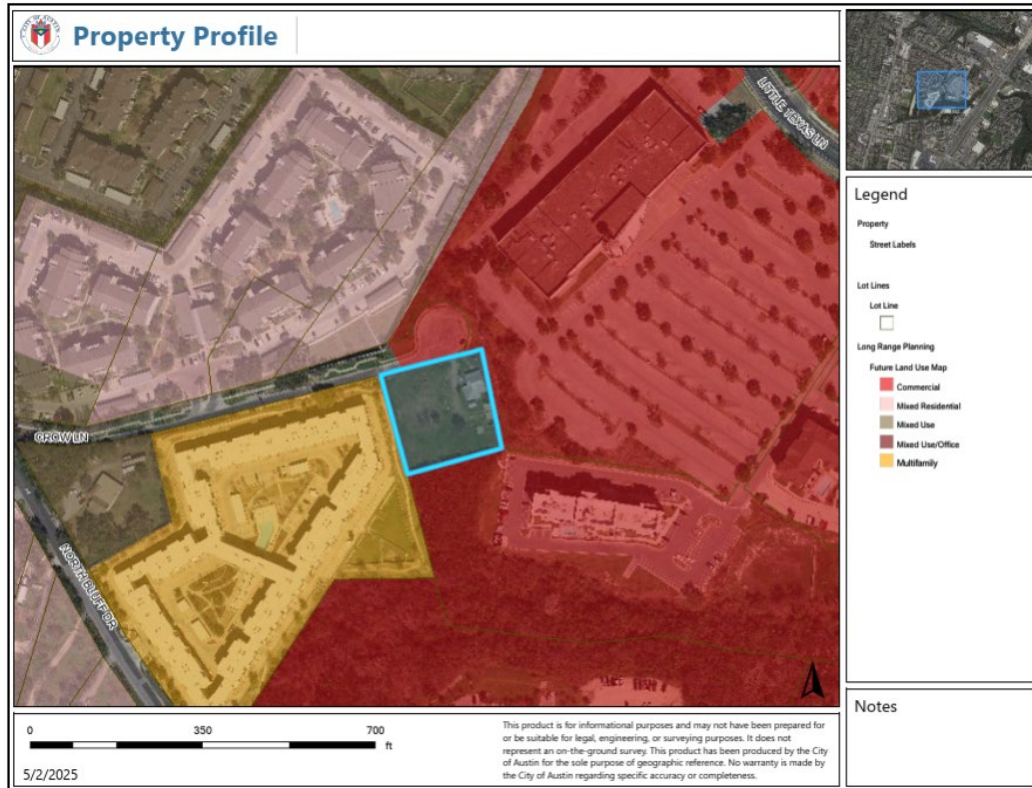 CITY OF AUSTIN
Property Profile
LITTLE TEXAS LN
CROW LN
NORTH BLUFF DR
Legend
Property
Street Labels
Lot Lines
Lot Line
Long Range Planning
Future Land Use Map
Commercial
Mixed Residential
Mixed Use
Mixed Use/Office
Multifamily
Notes
0 350 700
ft
5/2/2025
This product is for informational purposes and may not have been prepared for
or be suitable for legal, engineering, or surveying purposes. It does not
represent an on-the-ground survey. This product has been produced by the City
of Austin for the sole purpose of geographic reference. No warranty is made by
the City of Austin regarding specific accuracy or completeness.